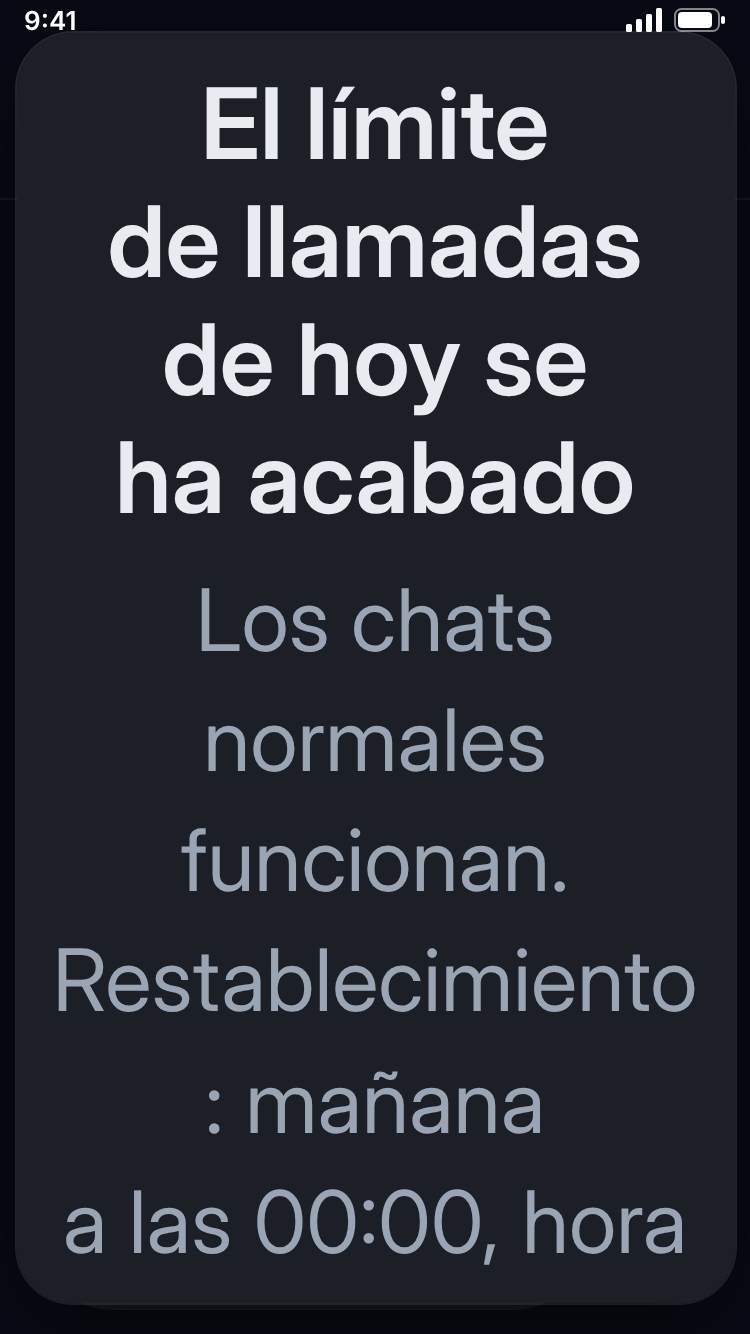 9:41
El límite
de llamadas
de hoy se
ha acabado
Los chats
normales
funcionan.
Restablecimiento
: mañana
a las 00:00, hora